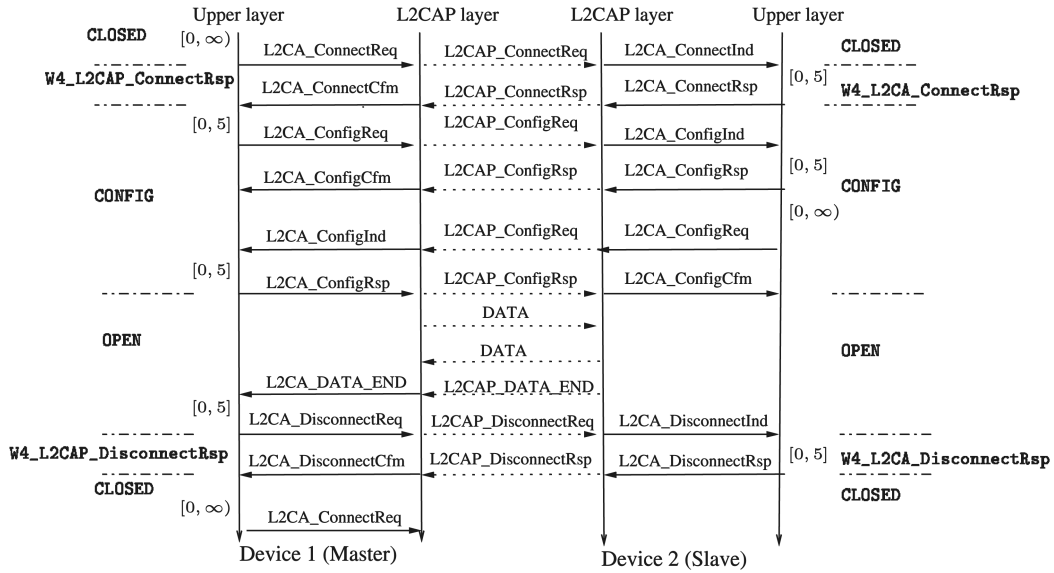 Upper layer L2CAP layer L2CAP layer Upper layer
CLOSED [0, ∞) L2CA_ConnectReq L2CAP_ConnectReq L2CA_ConnectInd CLOSED
W4_L2CAP_ConnectRsp L2CA_ConnectCfm L2CAP_ConnectRsp L2CA_ConnectRsp [0, 5] W4_L2CA_ConnectRsp
[0, 5] L2CA_ConfigReq L2CAP_ConfigReq L2CA_ConfigInd
L2CA_ConfigCfm L2CAP_ConfigRsp L2CA_ConfigRsp [0, 5]
CONFIG CONFIG
[0, ∞)
L2CA_ConfigInd L2CAP_ConfigReq L2CA_ConfigReq
[0, 5] L2CA_ConfigRsp L2CAP_ConfigRsp L2CA_ConfigCfm
DATA
OPEN DATA OPEN
L2CA_DATA_END L2CAP_DATA_END
[0, 5] L2CA_DisconnectReq L2CAP_DisconnectReq L2CA_DisconnectInd
W4_L2CAP_DisconnectRsp L2CA_DisconnectCfm L2CAP_DisconnectRsp L2CA_DisconnectRsp [0, 5] W4_L2CA_DisconnectRsp
CLOSED CLOSED
[0, ∞) L2CA_ConnectReq
Device 1 (Master) Device 2 (Slave)